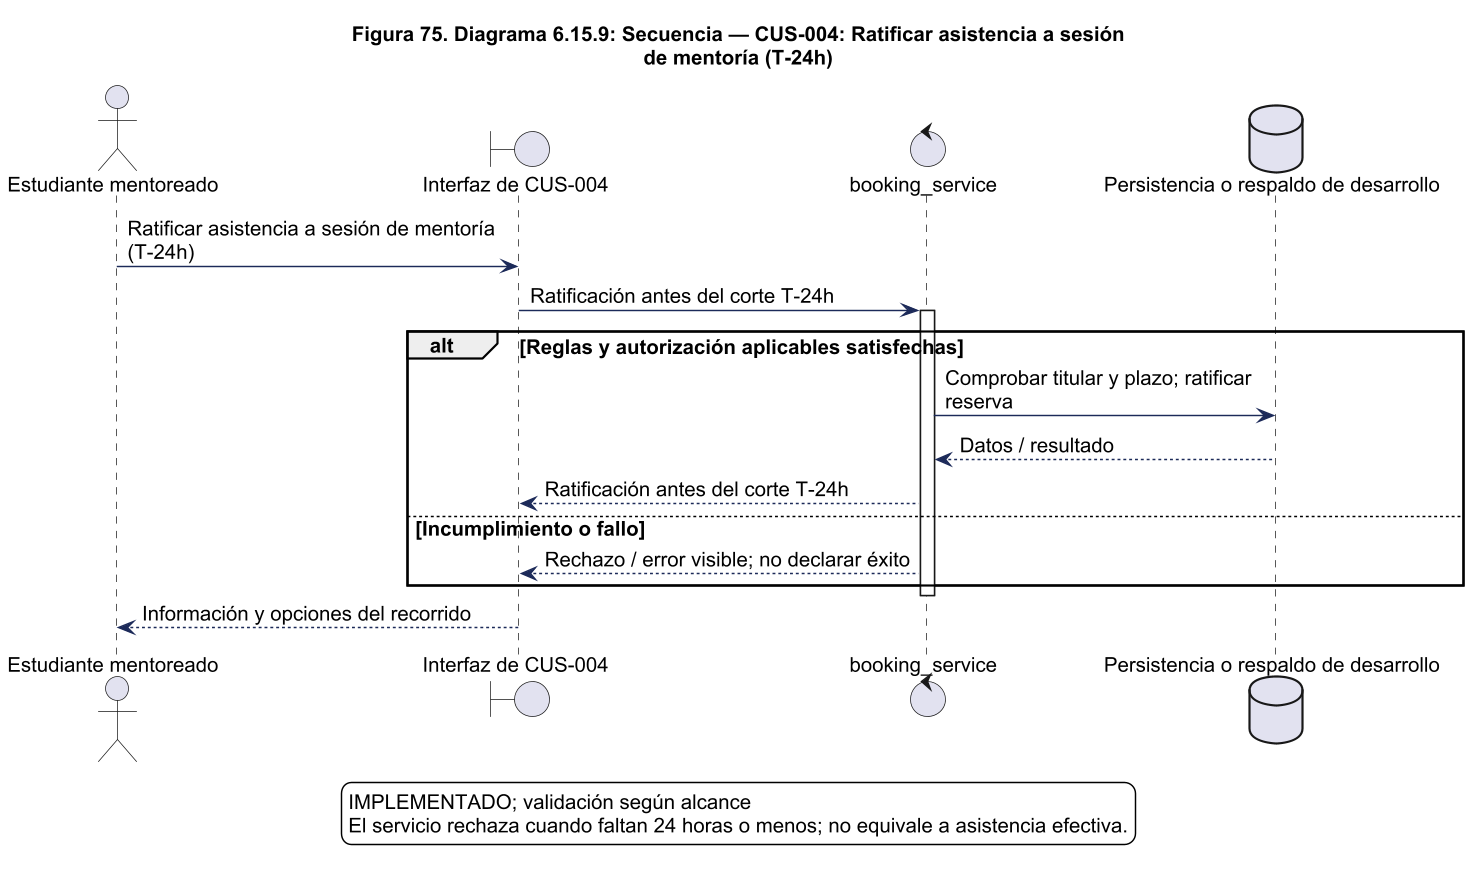 Figura 75. Diagrama 6.15.9: Secuencia — CUS-004: Ratificar asistencia a sesión
de mentoría (T-24h)
Estudiante mentoreado
Interfaz de CUS-004
booking_service
Persistencia o respaldo de desarrollo
Ratificar asistencia a sesión de mentoría
(T-24h)
Ratificación antes del corte T-24h
alt
[Reglas y autorización aplicables satisfechas]
Comprobar titular y plazo; ratificar
reserva
Datos / resultado
Ratificación antes del corte T-24h
[Incumplimiento o fallo]
Rechazo / error visible; no declarar éxito
Información y opciones del recorrido
Estudiante mentoreado
Interfaz de CUS-004
booking_service
Persistencia o respaldo de desarrollo
IMPLEMENTADO; validación según alcance
El servicio rechaza cuando faltan 24 horas o menos; no equivale a asistencia efectiva.